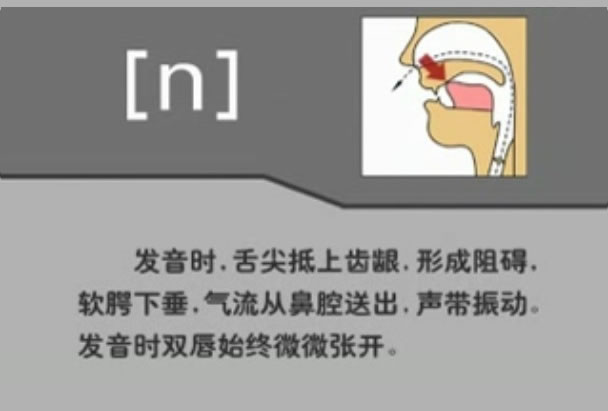 [n]
发音时,舌尖抵上齿龈,形成阻碍,
软腭下垂,气流从鼻腔送出,声带振动。
发音时双唇始终微微张开。